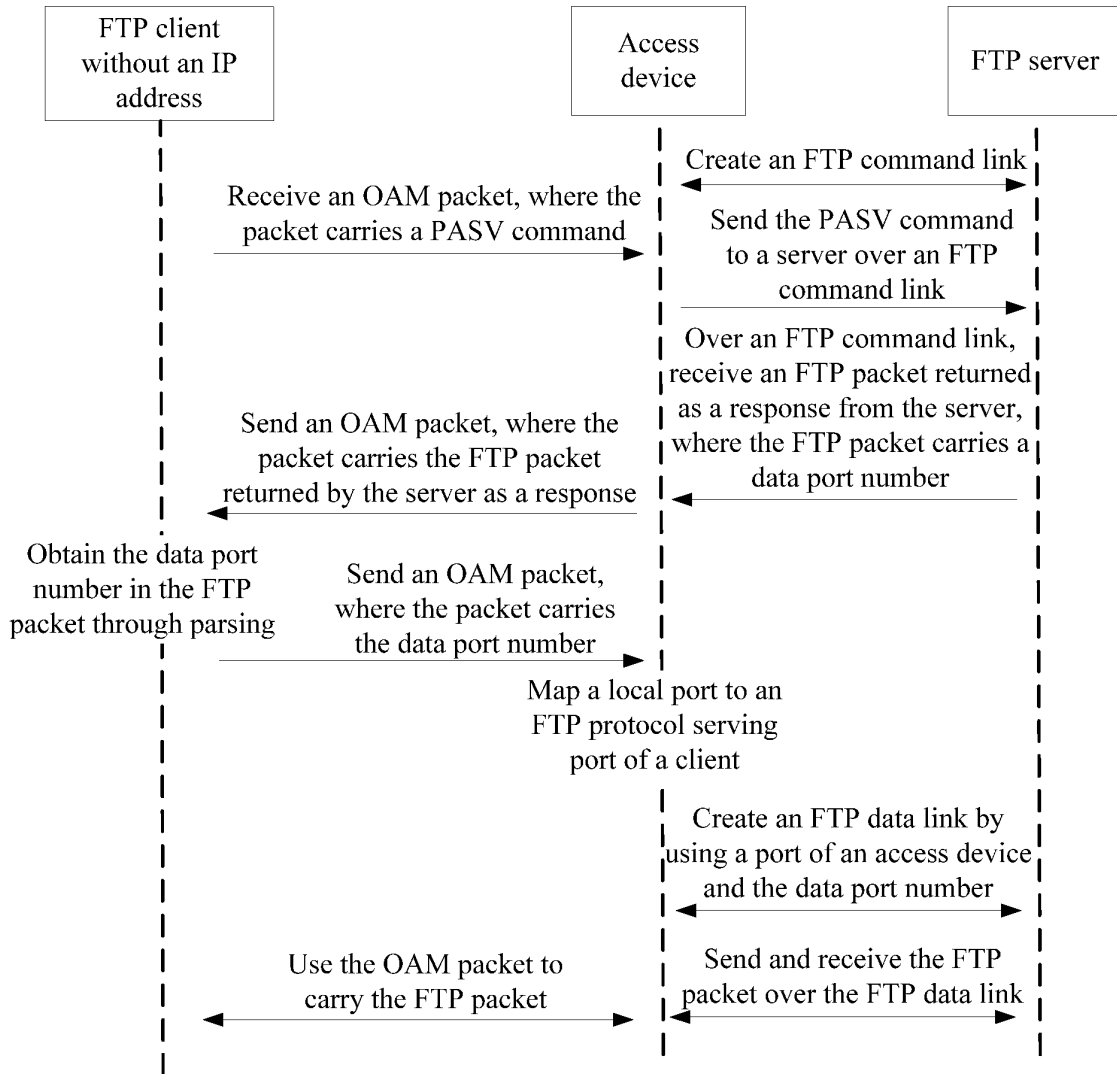 FTP client
without an IP
address
Access
device
FTP server
Create an FTP command link
Receive an OAM packet, where the
packet carries a PASV command
Send the PASV command
to a server over an FTP
command link
Over an FTP command link,
receive an FTP packet returned
as a response from the server,
where the FTP packet carries a
data port number
Send an OAM packet, where the
packet carries the FTP packet
returned by the server as a response
Obtain the data port
number in the FTP
packet through parsing
Send an OAM packet,
where the packet carries
the data port number
Map a local port to an
FTP protocol serving
port of a client
Create an FTP data link by
using a port of an access device
and the data port number
Use the OAM packet to
carry the FTP packet
Send and receive the FTP
packet over the FTP data link